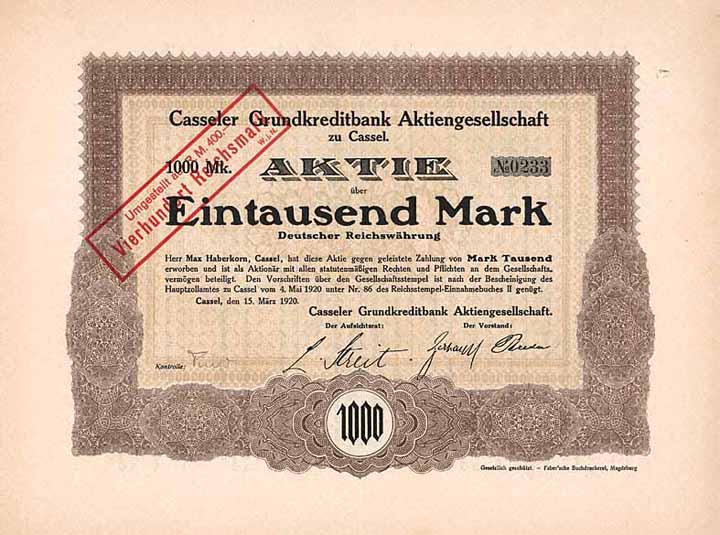 Casseler Grundkreditbank Aktiengesellschaft
zu Cassel.
1000 Mk. AKTIE №0233
über
Eintausend Mark
Deutscher Reichswährung
Herr Max Haberkorn, Cassel, hat diese Aktie gegen geleistete Zahlung von Mark Tausend
erworben und ist als Aktionär mit allen statutenmäßigen Rechten und Pflichten an dem Gesellschafts-
vermögen beteiligt. Den Vorschriften über den Gesellschaftsstempel ist nach der Bescheinigung des
Hauptzollamtes zu Cassel vom 4. Mai 1920 unter Nr. 86 des Reichsstempel-Einnahmebuches II genügt.
Cassel, den 15. März 1920.
Casseler Grundkreditbank Aktiengesellschaft.
Der Aufsichtsrat: Der Vorstand:
L. Streit
Kontrolle:
1000
Gesetzlich geschützt. – Faber'sche Buchdruckerei, Magdeburg
Umgestellt auf R. M. 400.–
Vierhundert Reichsmark
W.j.N.